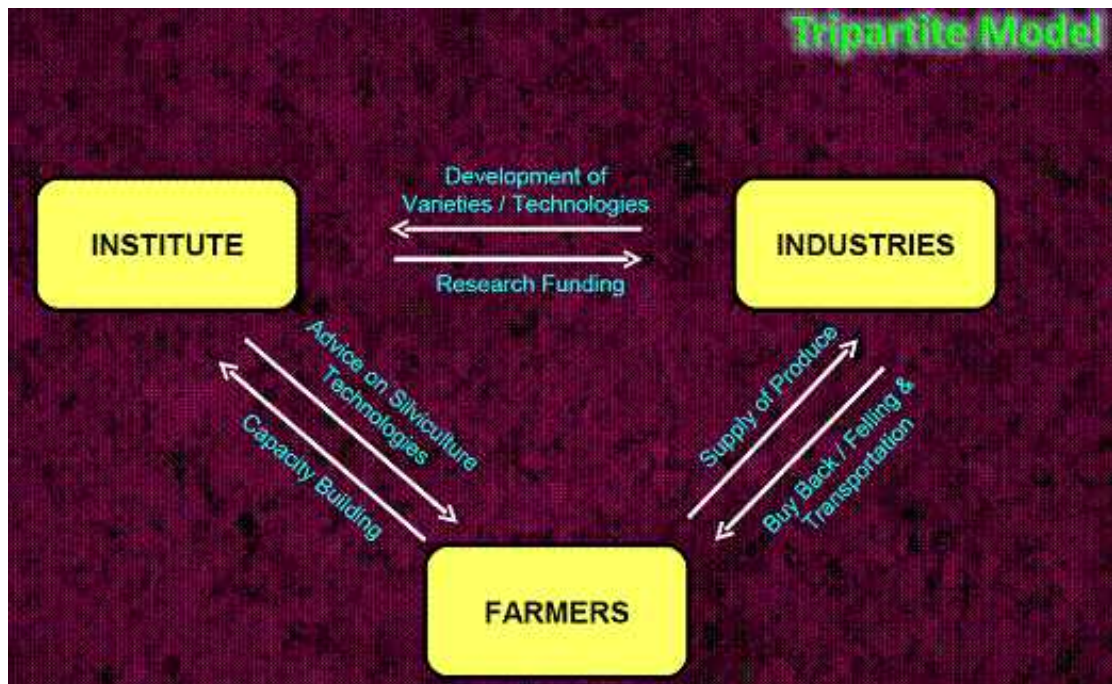 Tripartite Model
Development of
Varieties / Technologies
INSTITUTE
INDUSTRIES
Research Funding
Advice on Silviculture
Technologies
Capacity Building
Supply of Produce
Buy Back / Felling &
Transportation
FARMERS